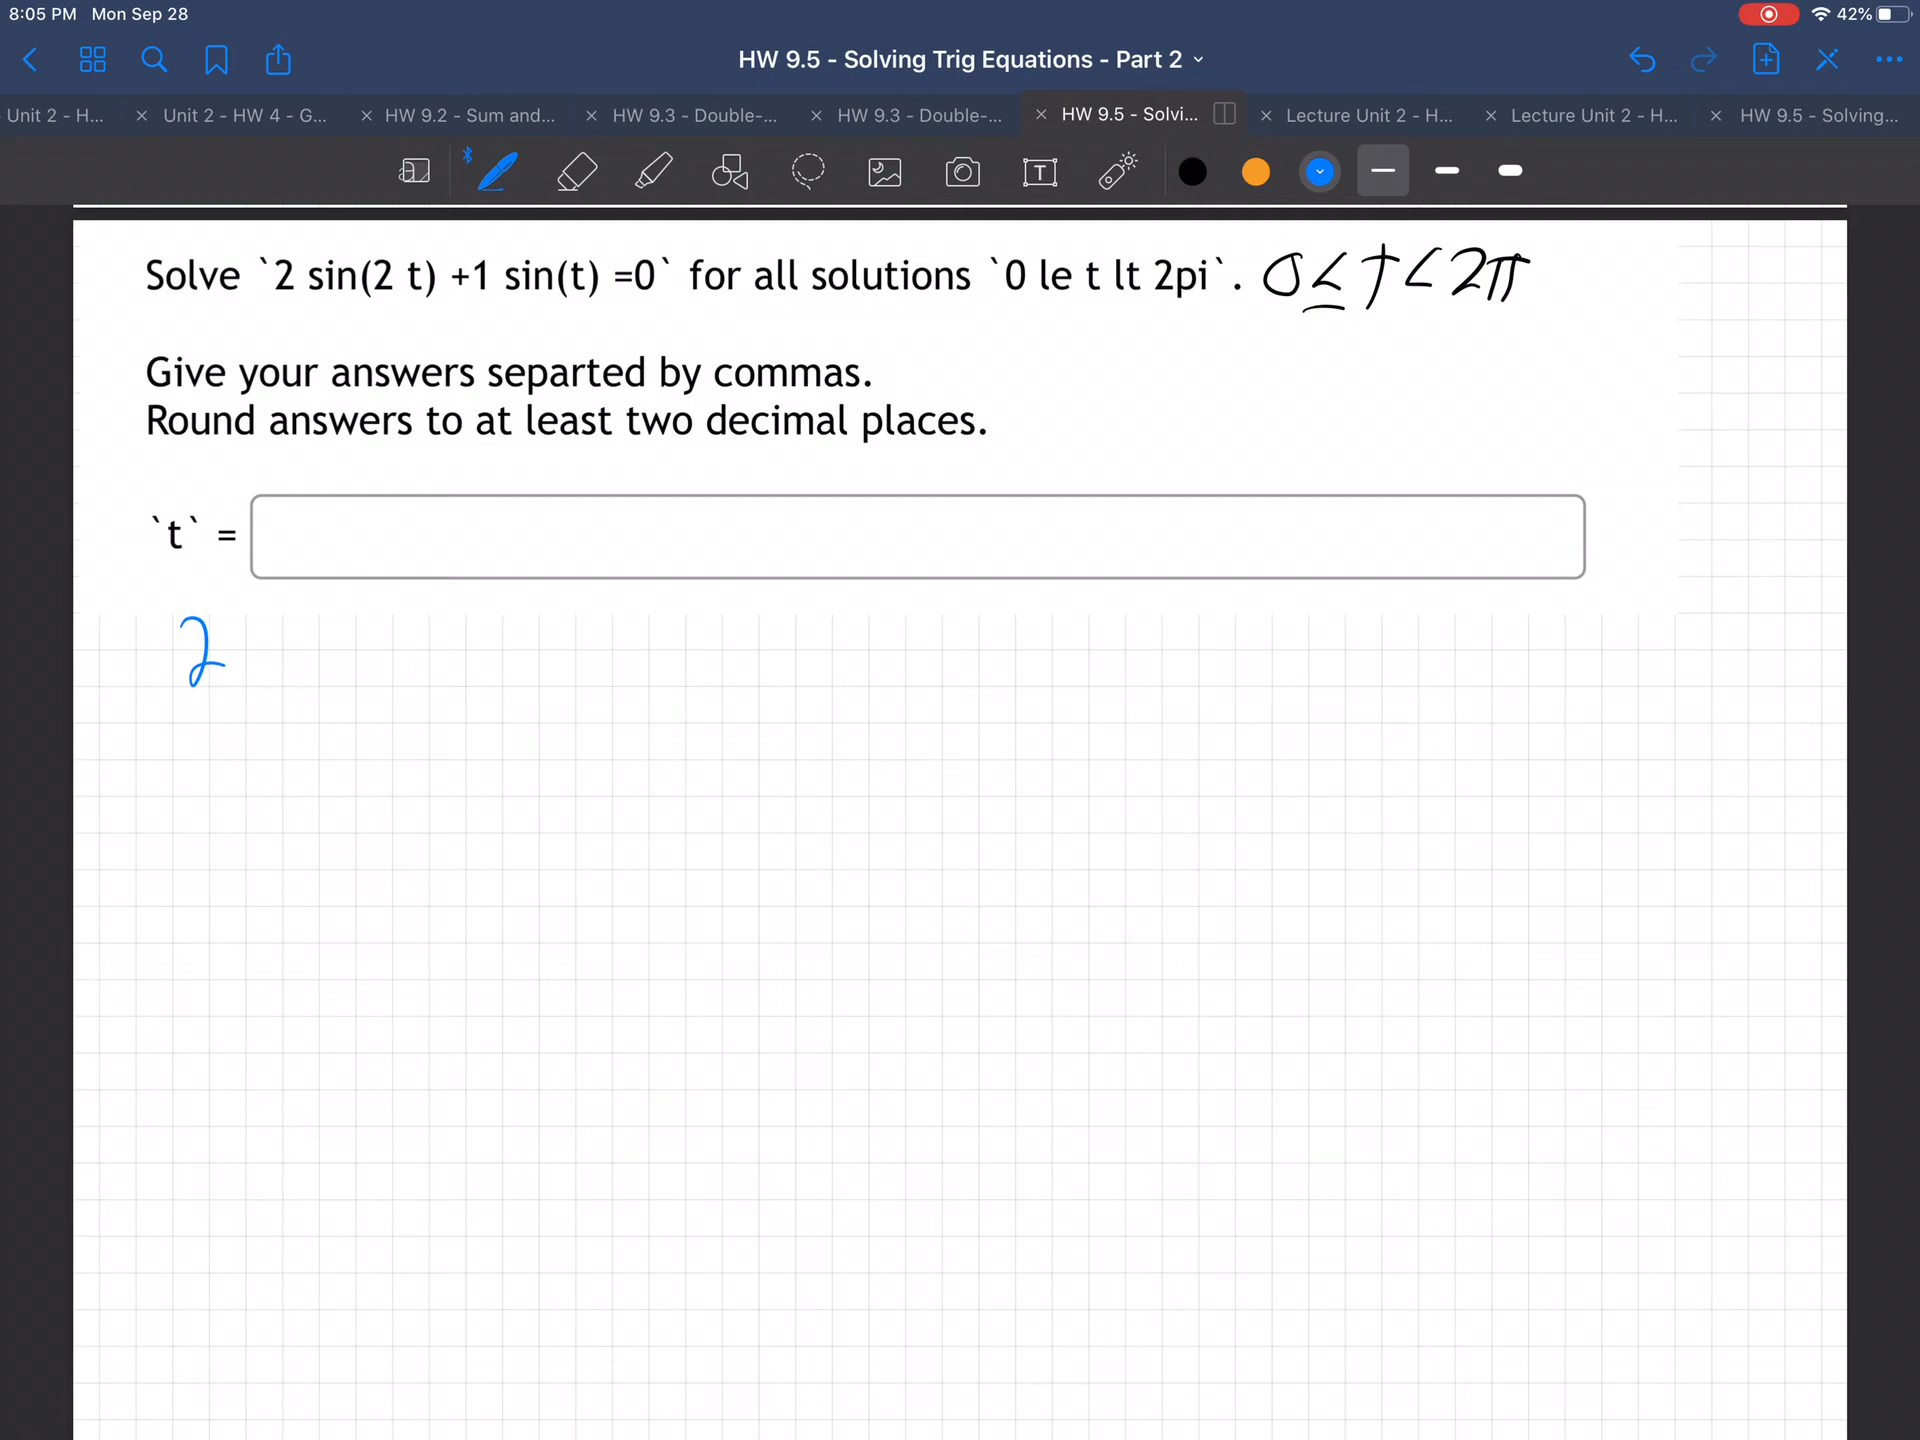 8:05 PM Mon Sep 28 42%
HW 9.5 - Solving Trig Equations - Part 2
Unit 2 - H... × Unit 2 - HW 4 - G... × HW 9.2 - Sum and... × HW 9.3 - Double-... × HW 9.3 - Double-... × HW 9.5 - Solvi... × Lecture Unit 2 - H... × Lecture Unit 2 - H... × HW 9.5 - Solving...
T
Solve `2 sin(2 t) +1 sin(t) =0` for all solutions `0 le t lt 2pi`. 0 ≤ t < 2π
Give your answers separted by commas.
Round answers to at least two decimal places.
`t` =
2